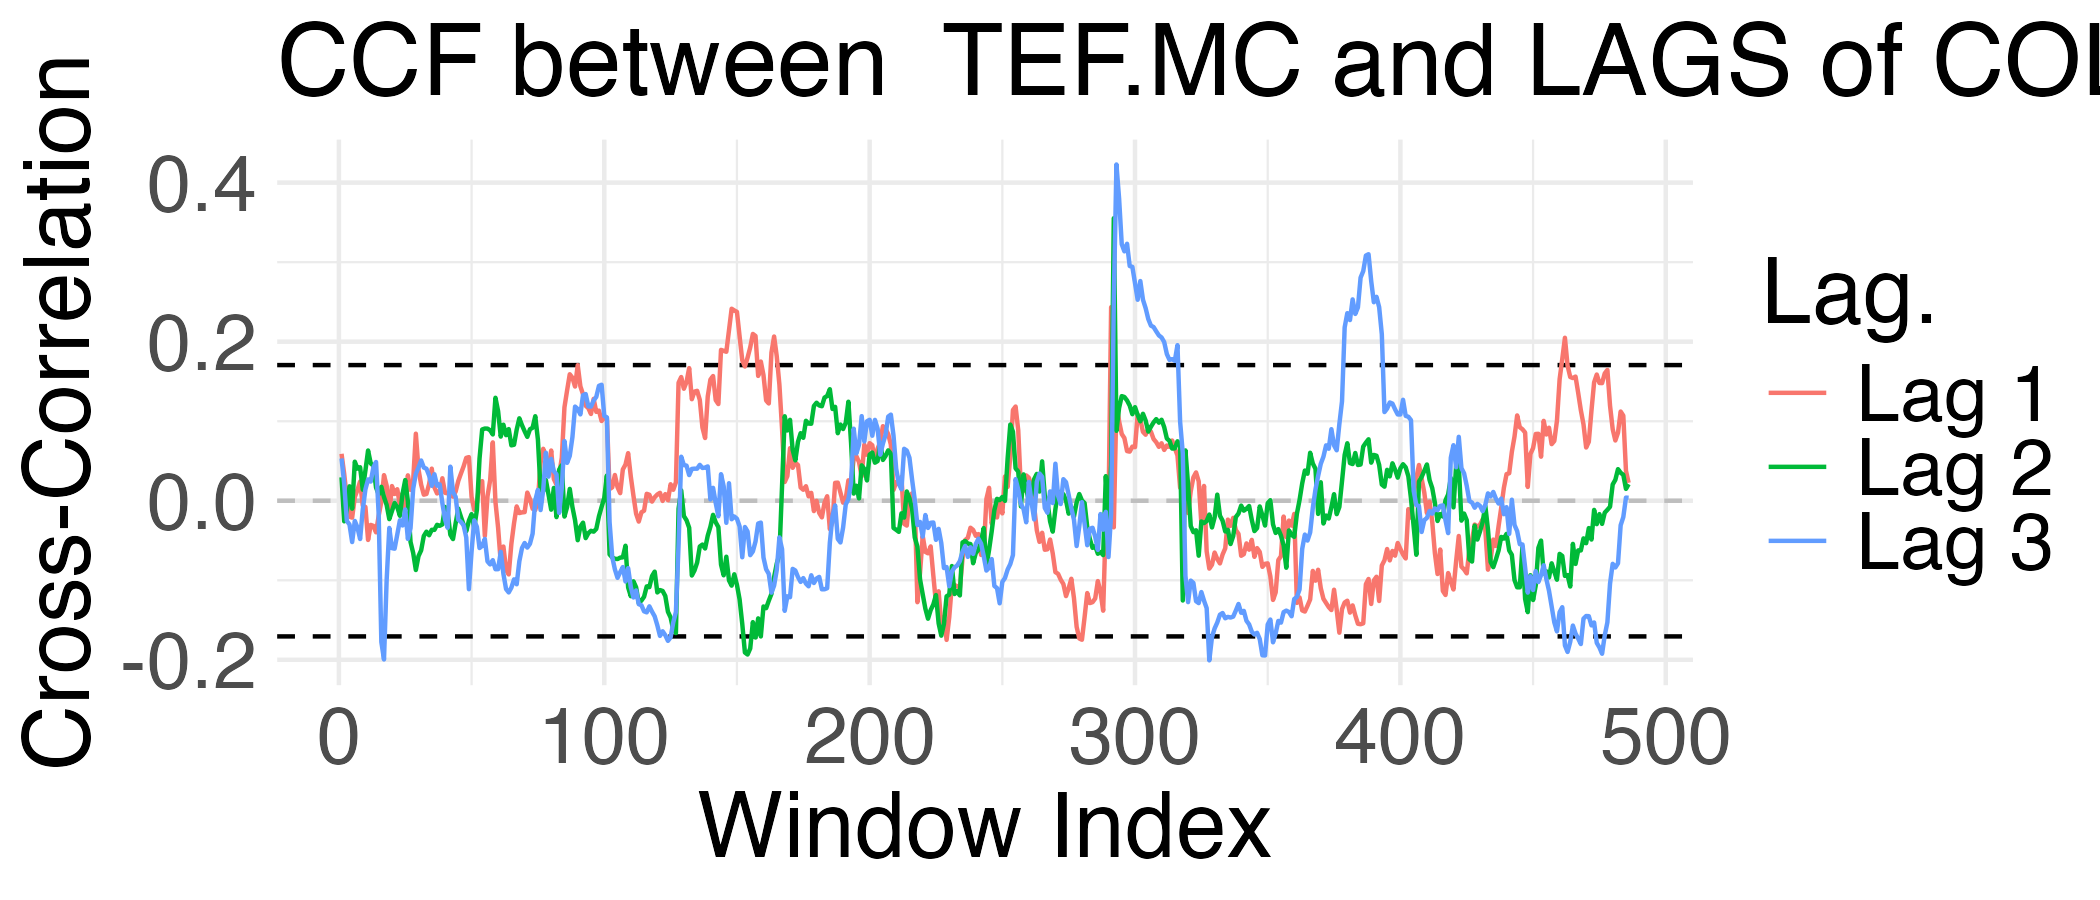 CCF between TEF.MC and LAGS of COL
Cross-Correlation
0.4
0.2
0.0
-0.2
0
100
200
300
400
500
Window Index
Lag.
Lag 1
Lag 2
Lag 3